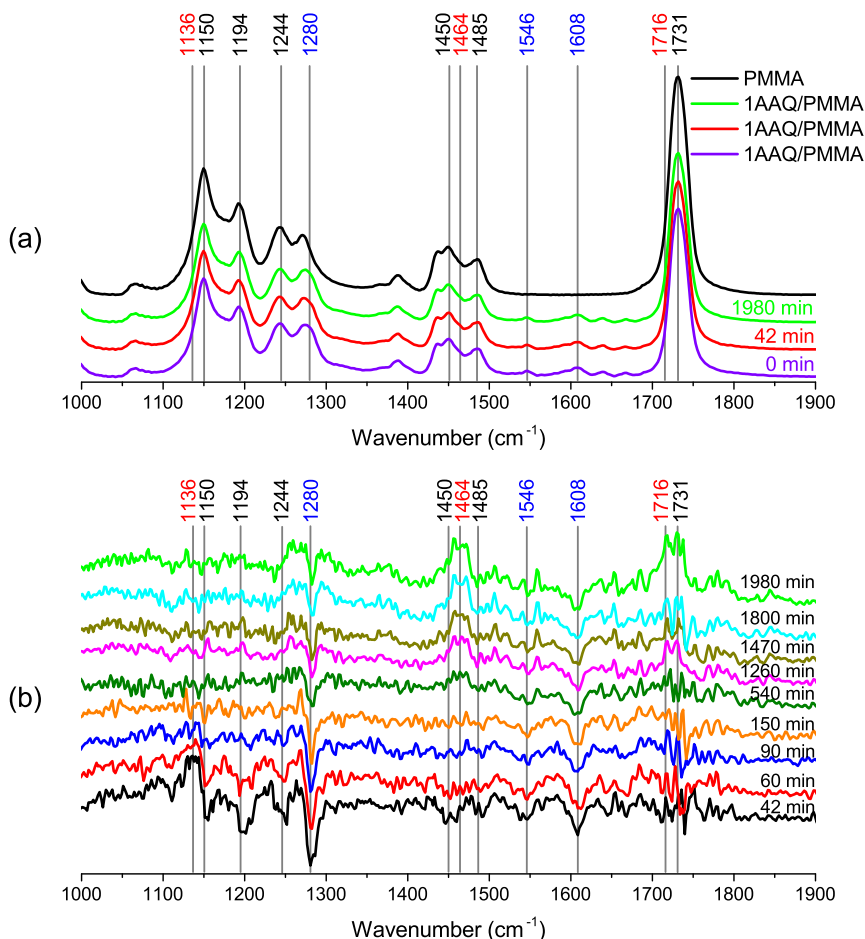 1136 1150 1194 1244 1280 1450 1464 1485 1546 1608 1716 1731
PMMA
1AAQ/PMMA
1AAQ/PMMA
1AAQ/PMMA
(a)
1980 min
42 min
0 min
1000 1100 1200 1300 1400 1500 1600 1700 1800 1900
Wavenumber (cm⁻¹)
1136 1150 1194 1244 1280 1450 1464 1485 1546 1608 1716 1731
(b)
1980 min
1800 min
1470 min
1260 min
540 min
150 min
90 min
60 min
42 min
1000 1100 1200 1300 1400 1500 1600 1700 1800 1900
Wavenumber (cm⁻¹)